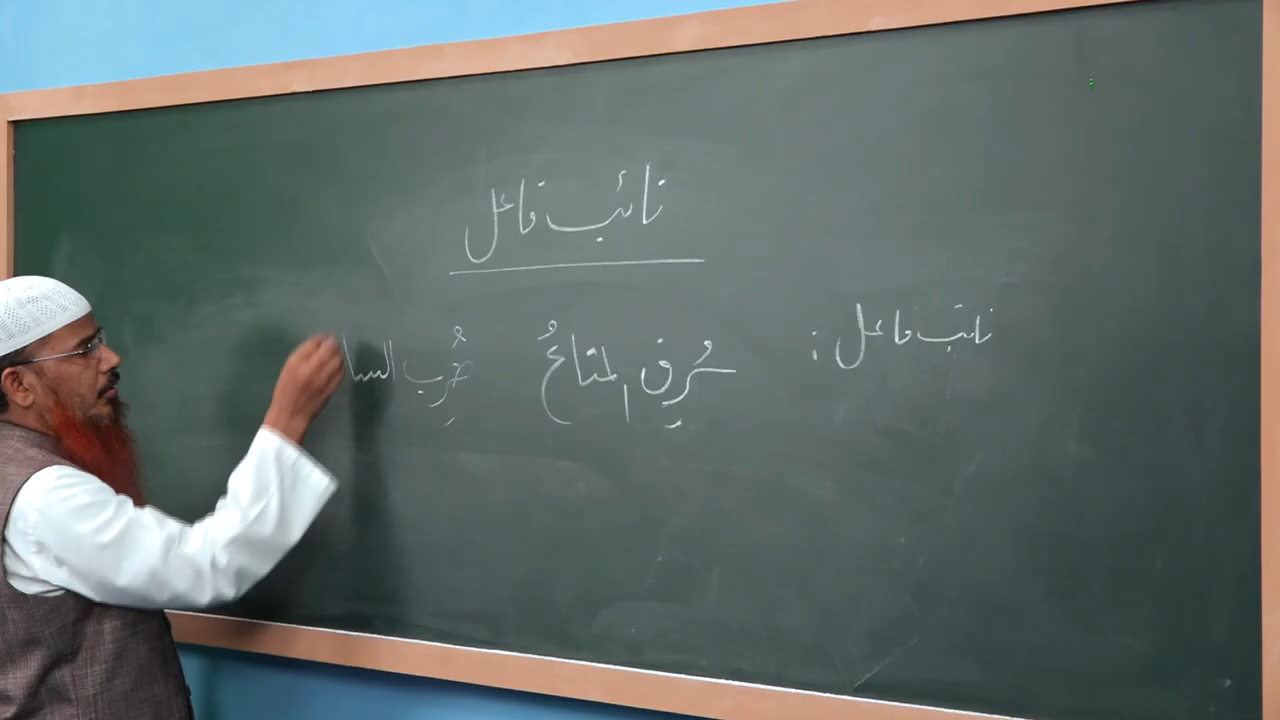 نائب فاعل
نائب فاعل : سُرِق المتاعُ ضُرِب السا